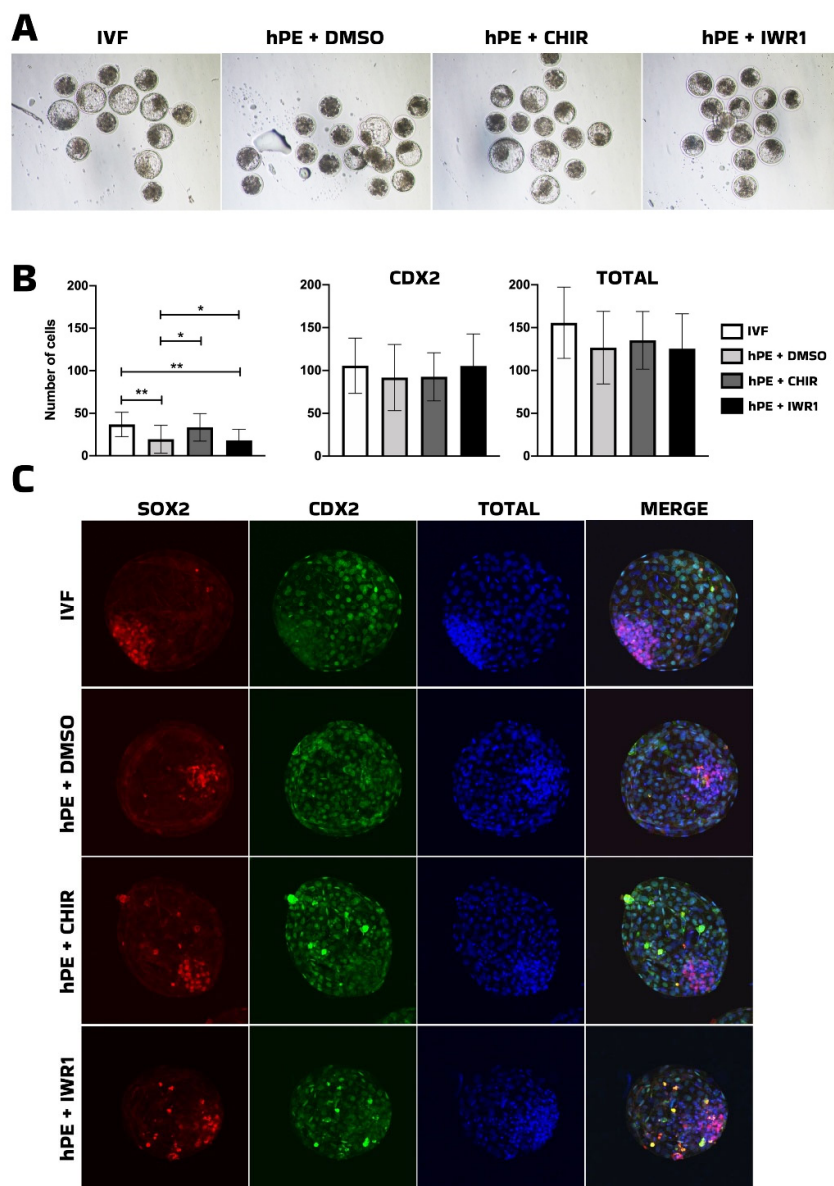 A
IVF
hPE + DMSO
hPE + CHIR
hPE + IWR1
B
CDX2
TOTAL
Number of cells
200
150
100
50
0
*
*
**
**
200
150
100
50
0
200
150
100
50
0
IVF
hPE + DMSO
hPE + CHIR
hPE + IWR1
C
SOX2
CDX2
TOTAL
MERGE
IVF
hPE + DMSO
hPE + CHIR
hPE + IWR1